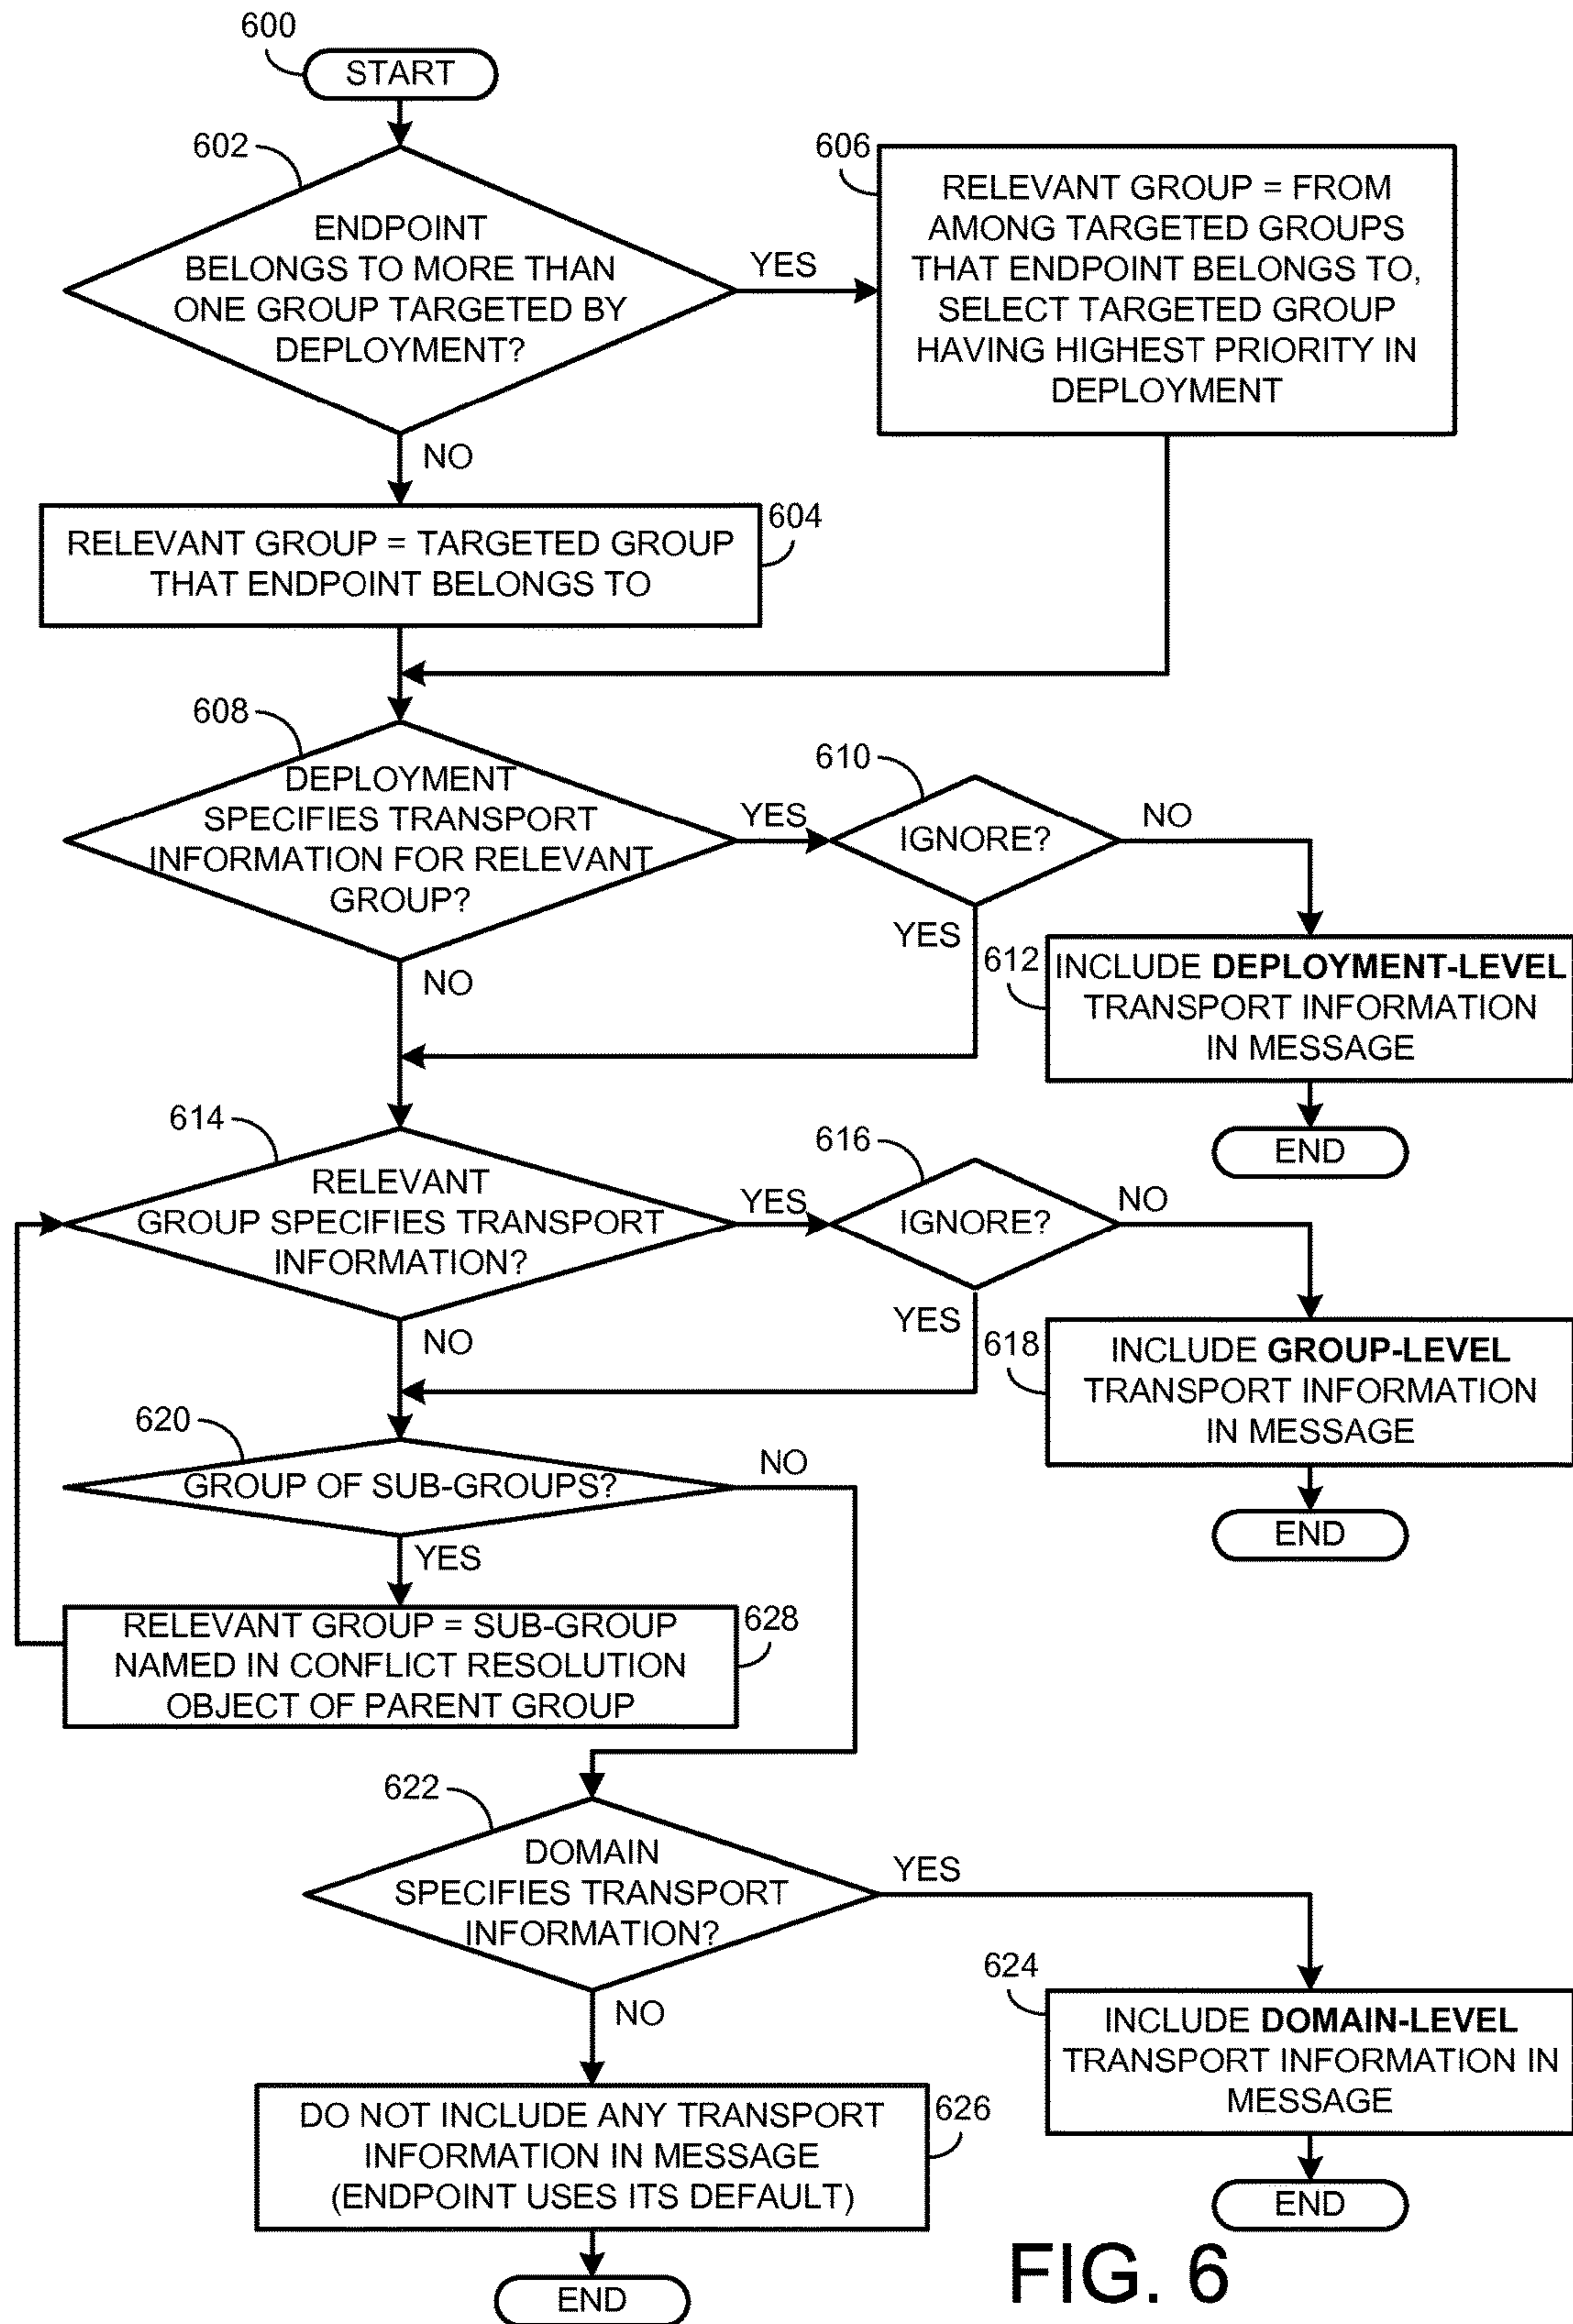 600
START
602
ENDPOINT
BELONGS TO MORE THAN
ONE GROUP TARGETED BY
DEPLOYMENT?
YES
NO
606
RELEVANT GROUP = FROM
AMONG TARGETED GROUPS
THAT ENDPOINT BELONGS TO,
SELECT TARGETED GROUP
HAVING HIGHEST PRIORITY IN
DEPLOYMENT
604
RELEVANT GROUP = TARGETED GROUP
THAT ENDPOINT BELONGS TO
608
DEPLOYMENT
SPECIFIES TRANSPORT
INFORMATION FOR RELEVANT
GROUP?
YES
NO
610
IGNORE?
NO
YES
612
INCLUDE DEPLOYMENT-LEVEL
TRANSPORT INFORMATION
IN MESSAGE
END
614
RELEVANT
GROUP SPECIFIES TRANSPORT
INFORMATION?
YES
NO
616
IGNORE?
NO
YES
618
INCLUDE GROUP-LEVEL
TRANSPORT INFORMATION
IN MESSAGE
END
620
GROUP OF SUB-GROUPS?
NO
YES
628
RELEVANT GROUP = SUB-GROUP
NAMED IN CONFLICT RESOLUTION
OBJECT OF PARENT GROUP
622
DOMAIN
SPECIFIES TRANSPORT
INFORMATION?
YES
NO
624
INCLUDE DOMAIN-LEVEL
TRANSPORT INFORMATION IN
MESSAGE
END
626
DO NOT INCLUDE ANY TRANSPORT
INFORMATION IN MESSAGE
(ENDPOINT USES ITS DEFAULT)
END
FIG. 6